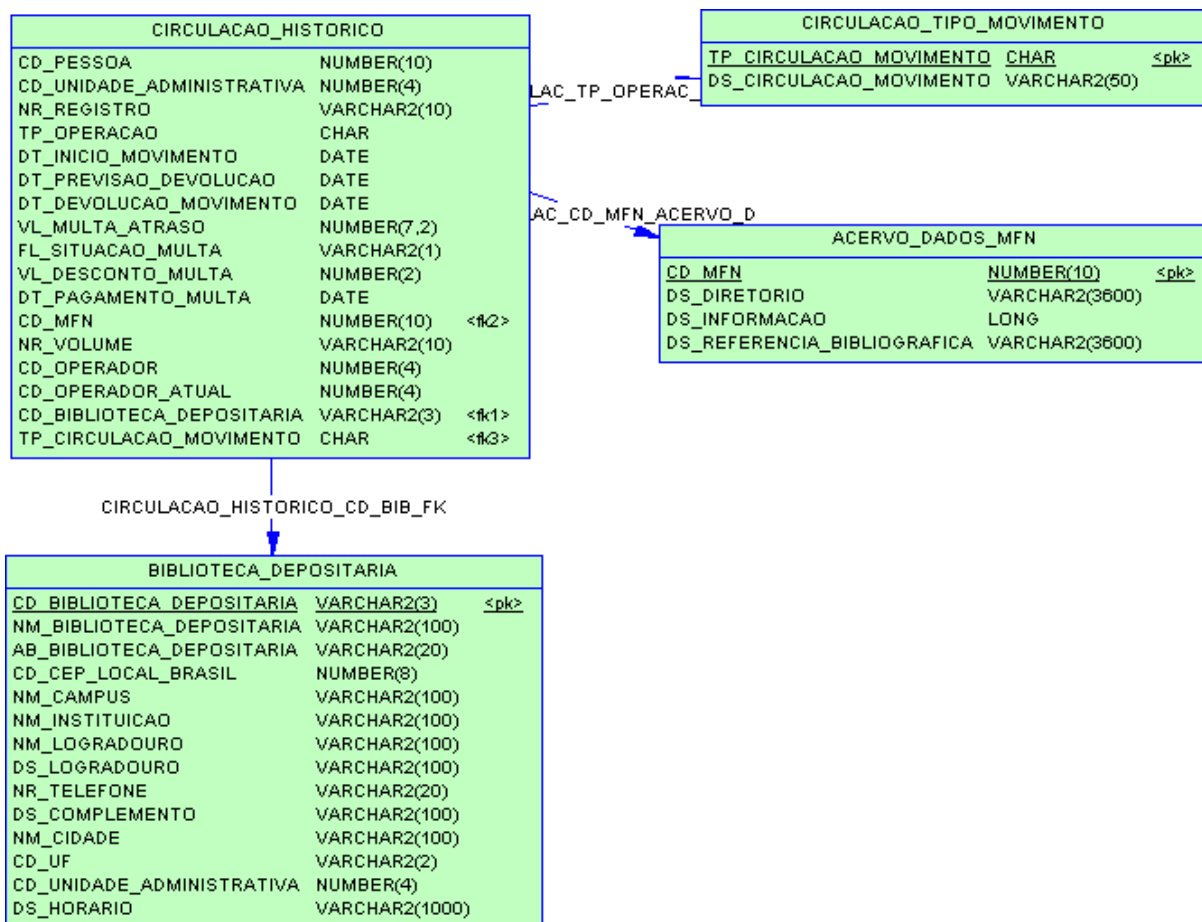 CIRCULACAO_HISTORICO
CD_PESSOA NUMBER(10)
CD_UNIDADE_ADMINISTRATIVA NUMBER(4)
NR_REGISTRO VARCHAR2(10)
TP_OPERACAO CHAR
DT_INICIO_MOVIMENTO DATE
DT_PREVISAO_DEVOLUCAO DATE
DT_DEVOLUCAO_MOVIMENTO DATE
VL_MULTA_ATRASO NUMBER(7,2)
FL_SITUACAO_MULTA VARCHAR2(1)
VL_DESCONTO_MULTA NUMBER(2)
DT_PAGAMENTO_MULTA DATE
CD_MFN NUMBER(10) <fk2>
NR_VOLUME VARCHAR2(10)
CD_OPERADOR NUMBER(4)
CD_OPERADOR_ATUAL NUMBER(4)
CD_BIBLIOTECA_DEPOSITARIA VARCHAR2(3) <fk1>
TP_CIRCULACAO_MOVIMENTO CHAR <fk3>
LAC_TP_OPERAC_
CIRCULACAO_TIPO_MOVIMENTO
TP_CIRCULACAO_MOVIMENTO CHAR <pk>
DS_CIRCULACAO_MOVIMENTO VARCHAR2(50)
AC_CD_MFN_ACERVO_D
ACERVO_DADOS_MFN
CD_MFN NUMBER(10) <pk>
DS_DIRETORIO VARCHAR2(3600)
DS_INFORMACAO LONG
DS_REFERENCIA_BIBLIOGRAFICA VARCHAR2(3600)
CIRCULACAO_HISTORICO_CD_BIB_FK
BIBLIOTECA_DEPOSITARIA
CD_BIBLIOTECA_DEPOSITARIA VARCHAR2(3) <pk>
NM_BIBLIOTECA_DEPOSITARIA VARCHAR2(100)
AB_BIBLIOTECA_DEPOSITARIA VARCHAR2(20)
CD_CEP_LOCAL_BRASIL NUMBER(8)
NM_CAMPUS VARCHAR2(100)
NM_INSTITUICAO VARCHAR2(100)
NM_LOGRADOURO VARCHAR2(100)
DS_LOGRADOURO VARCHAR2(100)
NR_TELEFONE VARCHAR2(20)
DS_COMPLEMENTO VARCHAR2(100)
NM_CIDADE VARCHAR2(100)
CD_UF VARCHAR2(2)
CD_UNIDADE_ADMINISTRATIVA NUMBER(4)
DS_HORARIO VARCHAR2(1000)